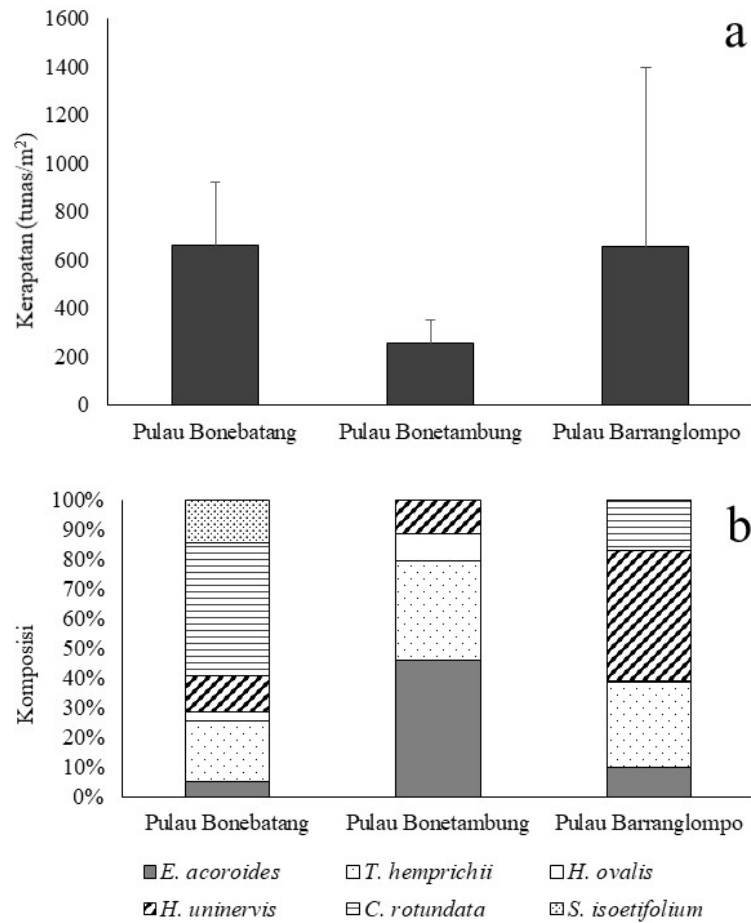 a
Kerapatan (tunas/m²)
1600
1400
1200
1000
800
600
400
200
0
Pulau Bonebatang Pulau Bonetambung Pulau Barranglompo
b
Komposisi
100%
90%
80%
70%
60%
50%
40%
30%
20%
10%
0%
Pulau Bonebatang Pulau Bonetambung Pulau Barranglompo
E. acoroides T. hemprichii H. ovalis
H. uninervis C. rotundata S. isoetifolium